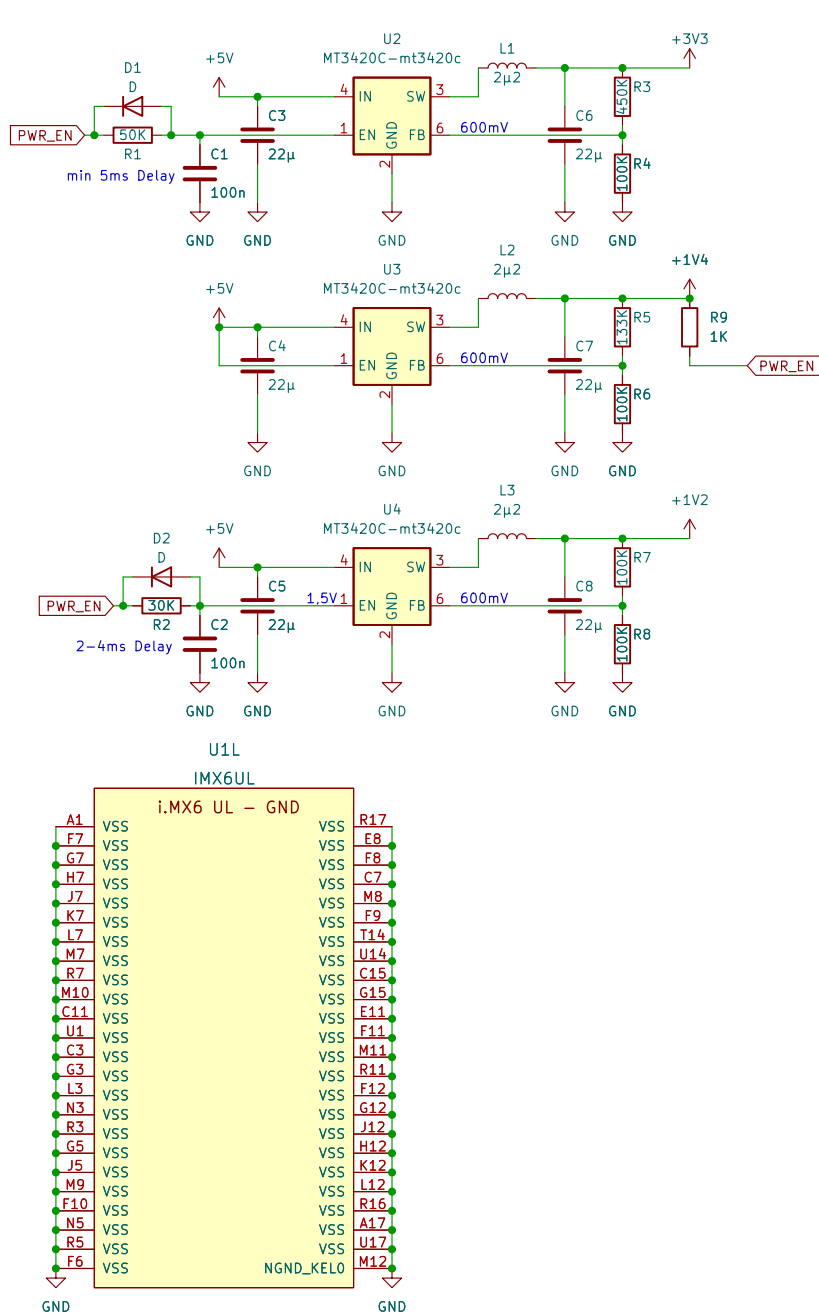 U2
MT3420C-mt3420c
L1
2µ2
+3V3
+5V
D1
D
4 IN
SW 3
R3
450K
C3
22µ
C6
22µ
PWR_EN
50K
R1
1 EN
GND
FB 6
600mV
C1
100n
min 5ms Delay
2
R4
100K
GND
GND
GND
GND
GND
U3
MT3420C-mt3420c
L2
2µ2
+1V4
+5V
4 IN
SW 3
R5
133K
R9
1K
C4
22µ
C7
22µ
1 EN
GND
FB 6
600mV
PWR_EN
2
R6
100K
GND
GND
GND
GND
U4
MT3420C-mt3420c
L3
2µ2
+1V2
+5V
D2
D
4 IN
SW 3
R7
100K
C5
22µ
C8
22µ
PWR_EN
30K
R2
1,5V
1 EN
GND
FB 6
600mV
C2
100n
2-4ms Delay
2
R8
100K
GND
GND
GND
GND
GND
U1L
IMX6UL
i.MX6 UL - GND
A1 VSS VSS R17
F7 VSS VSS E8
G7 VSS VSS F8
H7 VSS VSS C7
J7 VSS VSS M8
K7 VSS VSS F9
L7 VSS VSS T14
M7 VSS VSS U14
R7 VSS VSS C15
M10 VSS VSS G15
C11 VSS VSS E11
U1 VSS VSS F11
C3 VSS VSS M11
G3 VSS VSS R11
L3 VSS VSS F12
N3 VSS VSS G12
R3 VSS VSS J12
G5 VSS VSS H12
J5 VSS VSS K12
M9 VSS VSS L12
F10 VSS VSS R16
N5 VSS VSS A17
R5 VSS VSS U17
F6 VSS NGND_KEL0 M12
GND
GND